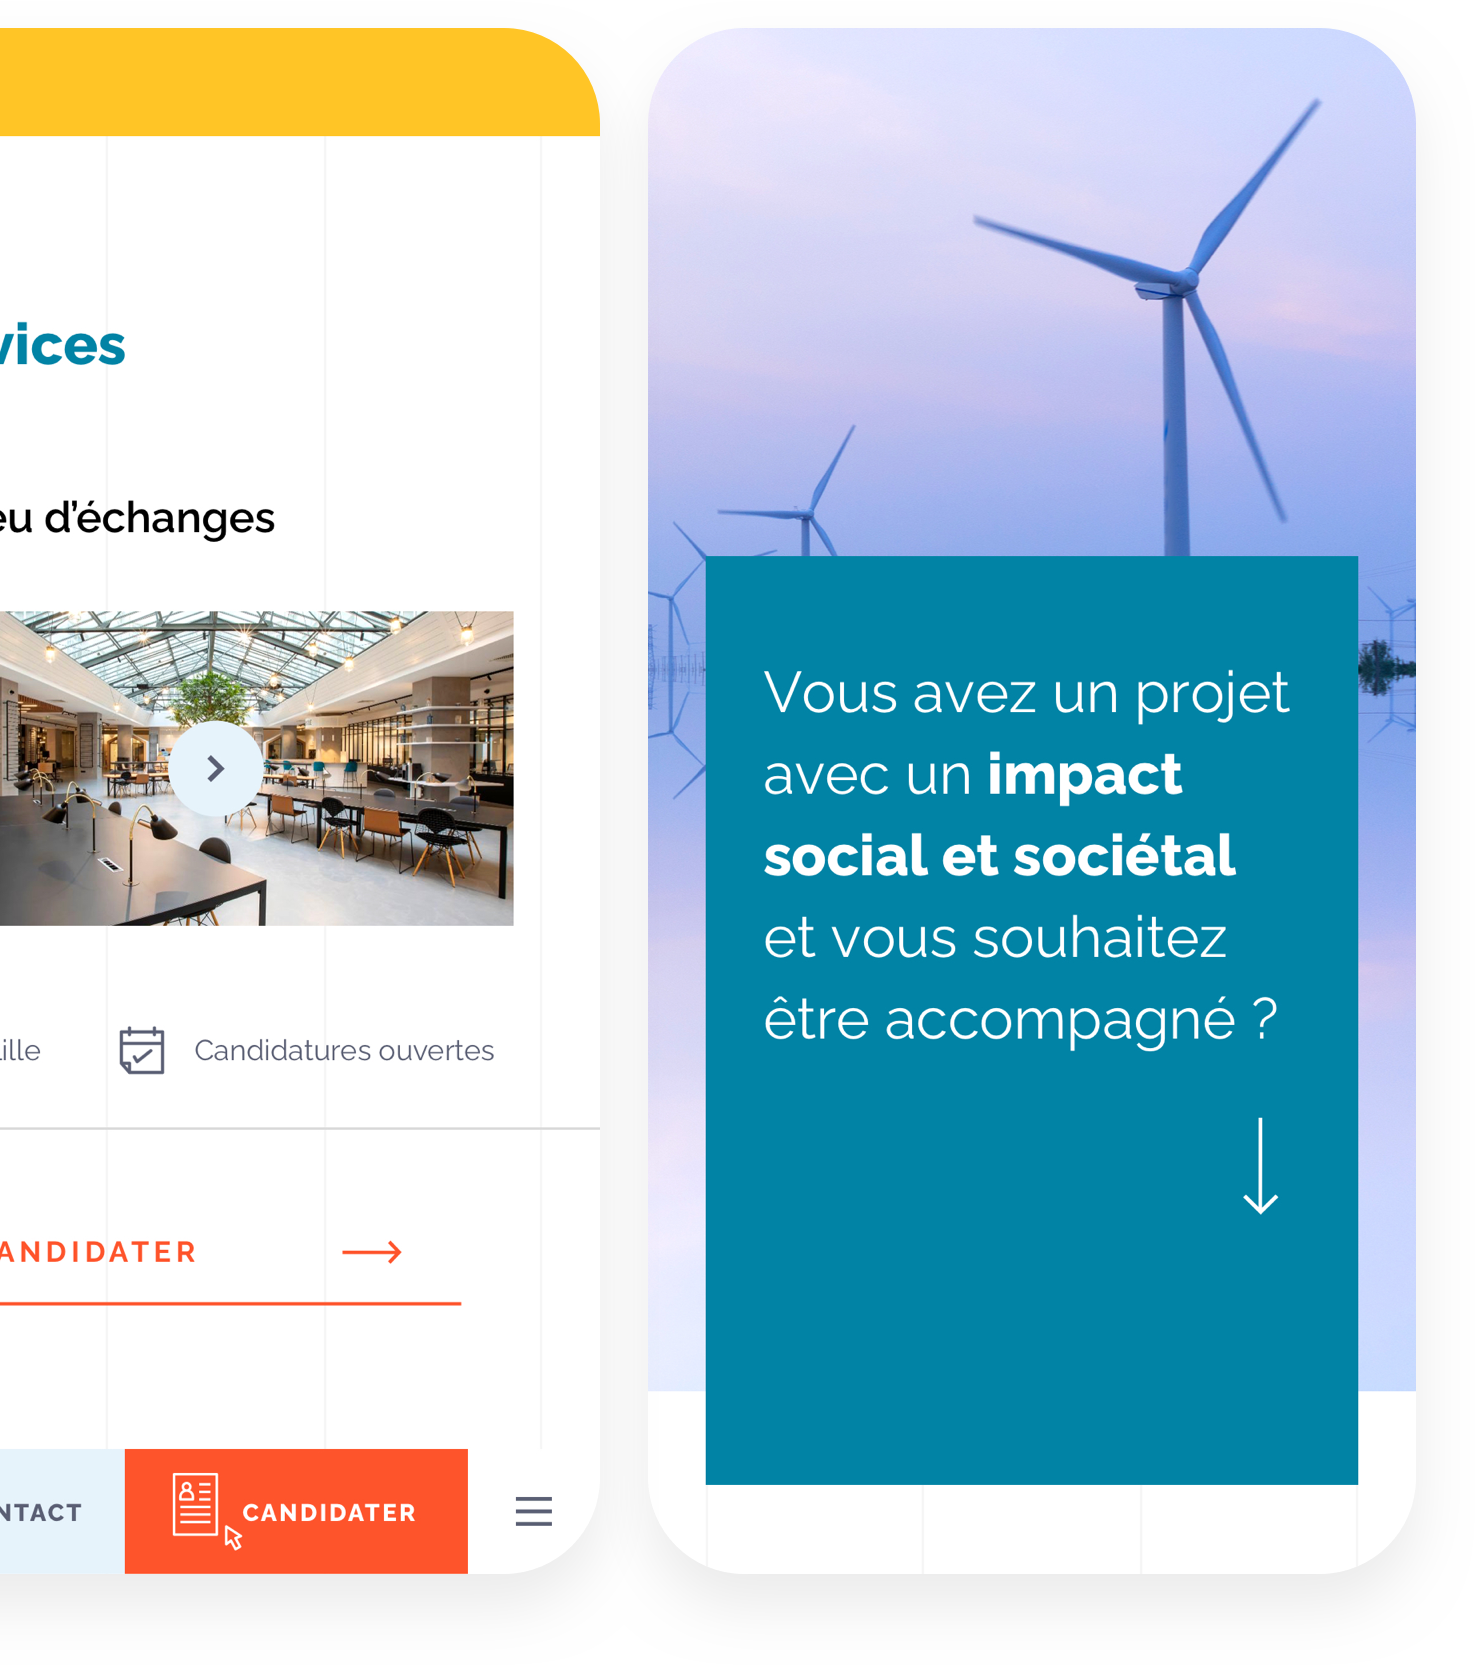 vices
eu d’échanges
ille
Candidatures ouvertes
ANDIDATER
NTACT
CANDIDATER
Vous avez un projet
avec un impact
social et sociétal
et vous souhaitez
être accompagné ?